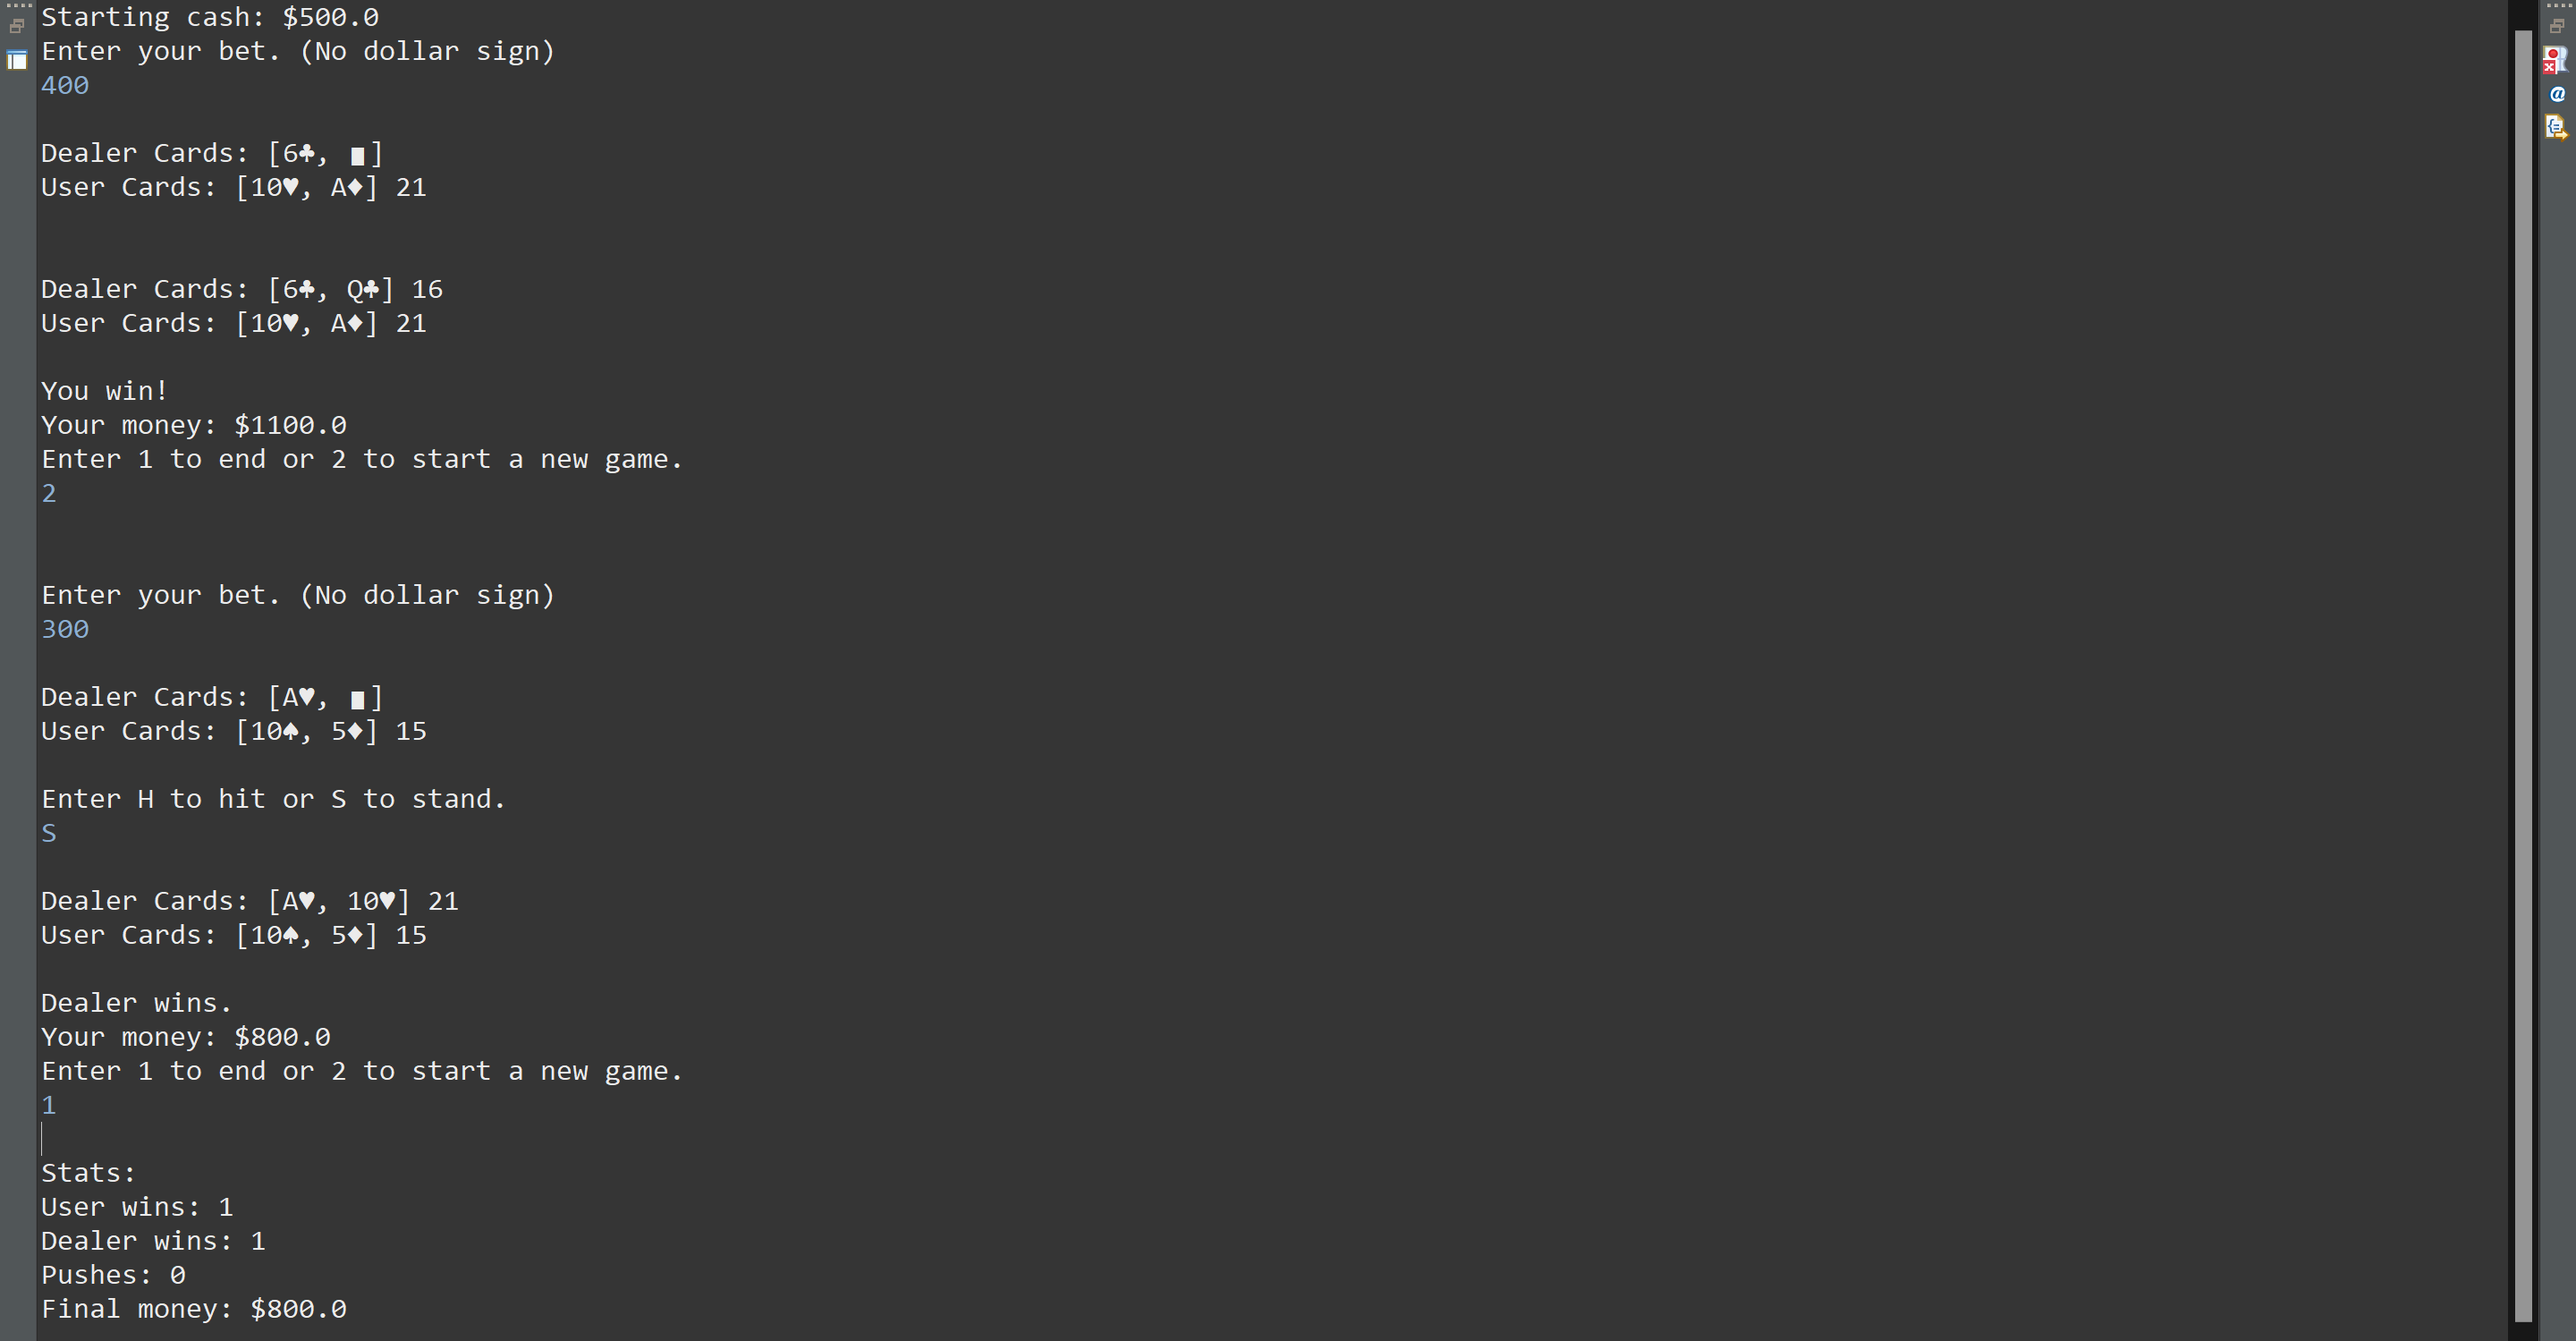 Starting cash: $500.0
Enter your bet. (No dollar sign)
400
Dealer Cards: [6♣, ■]
User Cards: [10♥, A♦] 21
Dealer Cards: [6♣, Q♣] 16
User Cards: [10♥, A♦] 21
You win!
Your money: $1100.0
Enter 1 to end or 2 to start a new game.
2
Enter your bet. (No dollar sign)
300
Dealer Cards: [A♥, ■]
User Cards: [10♠, 5♦] 15
Enter H to hit or S to stand.
S
Dealer Cards: [A♥, 10♥] 21
User Cards: [10♠, 5♦] 15
Dealer wins.
Your money: $800.0
Enter 1 to end or 2 to start a new game.
1
Stats:
User wins: 1
Dealer wins: 1
Pushes: 0
Final money: $800.0